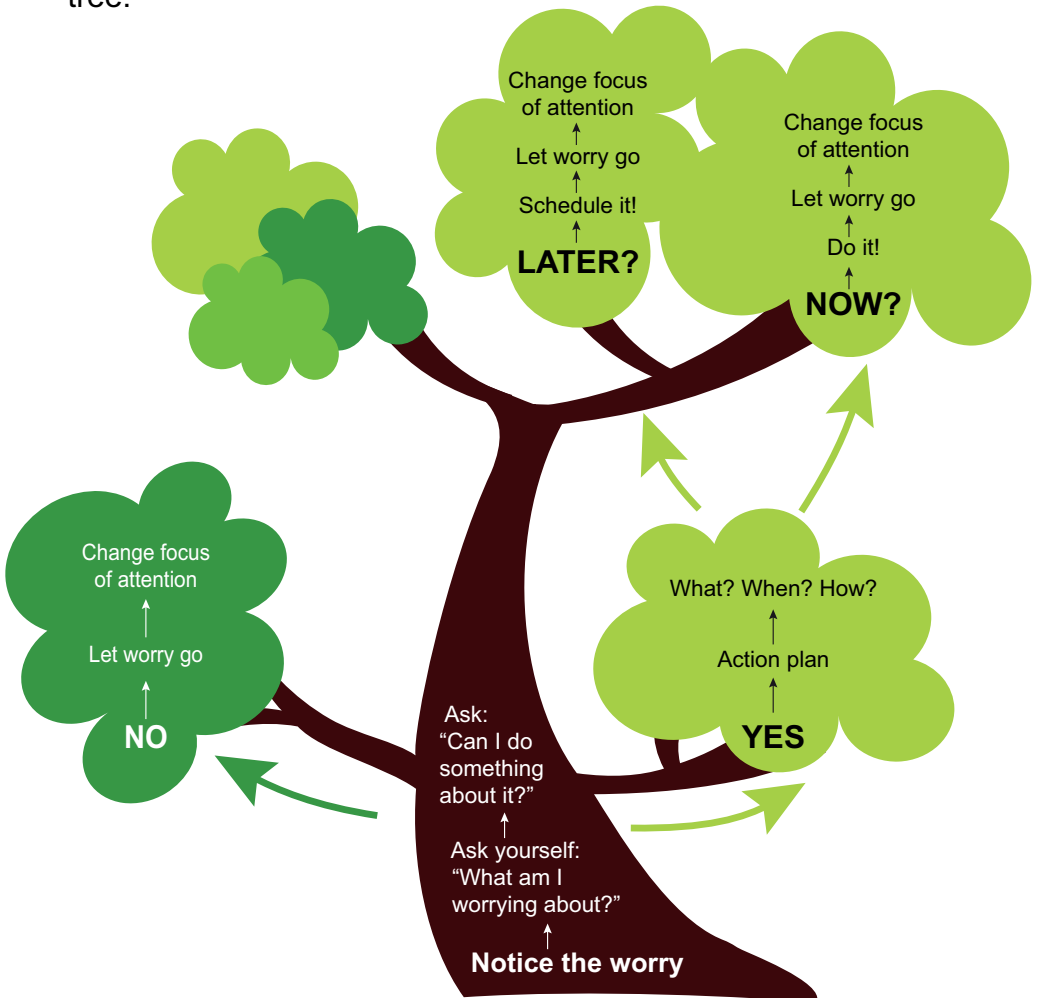 tree.
Change focus
of attention
Let worry go
Schedule it!
LATER?
Change focus
of attention
Let worry go
Do it!
NOW?
Change focus
of attention
Let worry go
NO
What? When? How?
Action plan
YES
Ask:
“Can I do
something
about it?”
Ask yourself:
“What am I
worrying about?”
Notice the worry